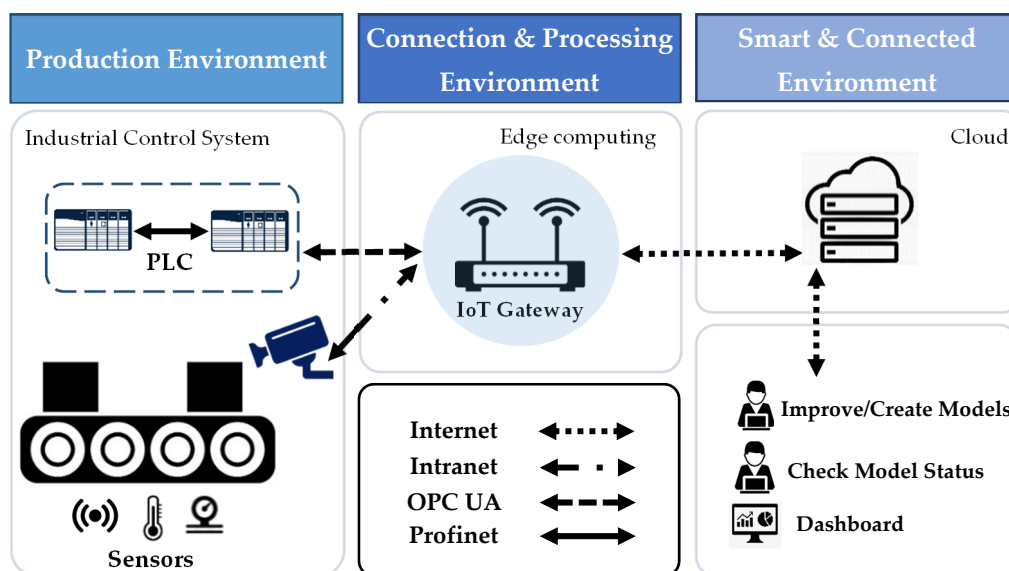 Production Environment
Connection & Processing
Environment
Smart & Connected
Environment
Industrial Control System
PLC
Sensors
Edge computing
IoT Gateway
Internet
Intranet
OPC UA
Profinet
Cloud
Improve/Create Models
Check Model Status
Dashboard